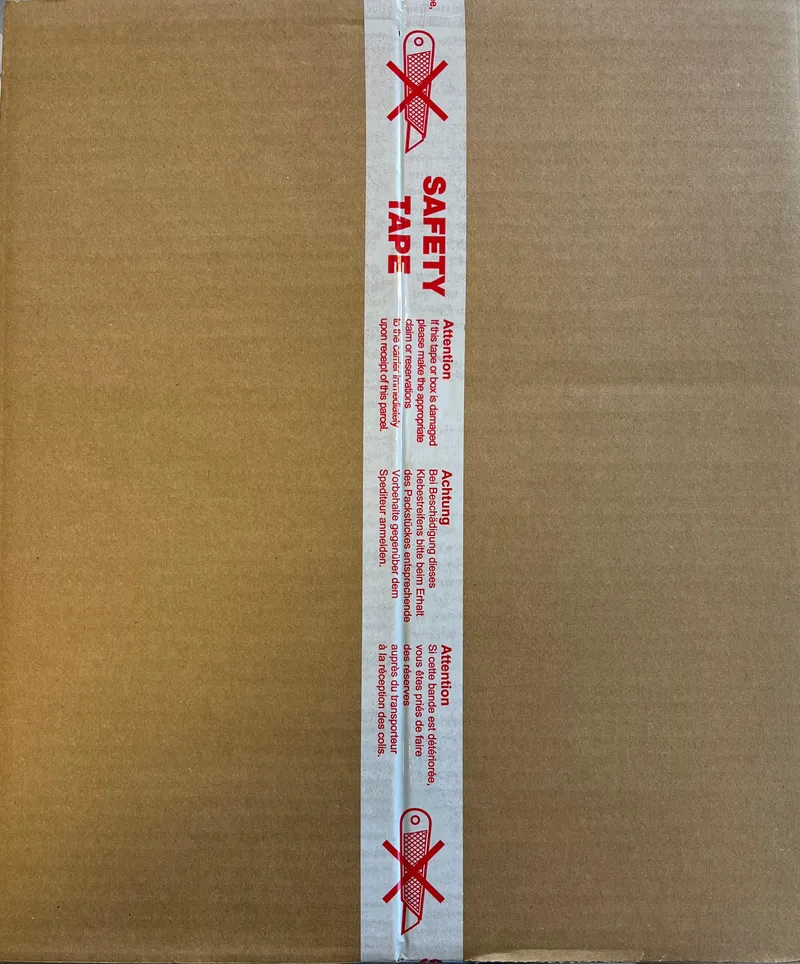 e,
SAFETY
TAPE
Attention
If this tape or box is damaged
please make the appropriate
claim or reservations
to the carrier immediately
upon receipt of this parcel.
Achtung
Bei Beschädigung dieses
Klebestreifens bitte beim Erhalt
des Packstückes entsprechende
Vorbehalte gegenüber dem
Spediteur anmelden.
Attention
Si cette bande est détériorée,
vous êtes priés de faire
des réserves
auprès du transporteur
à la réception des colis.
S